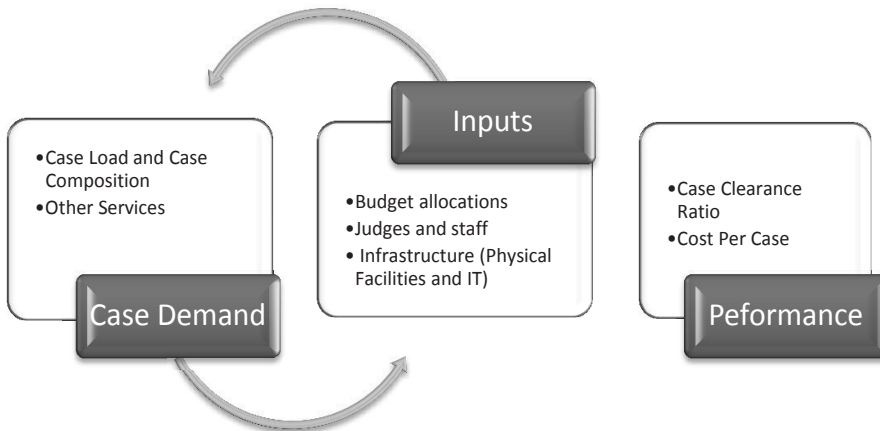 •Case Load and Case
Composition
•Other Services
Case Demand
Inputs
•Budget allocations
•Judges and staff
• Infrastructure (Physical
Facilities and IT)
•Case Clearance
Ratio
•Cost Per Case
Peformance